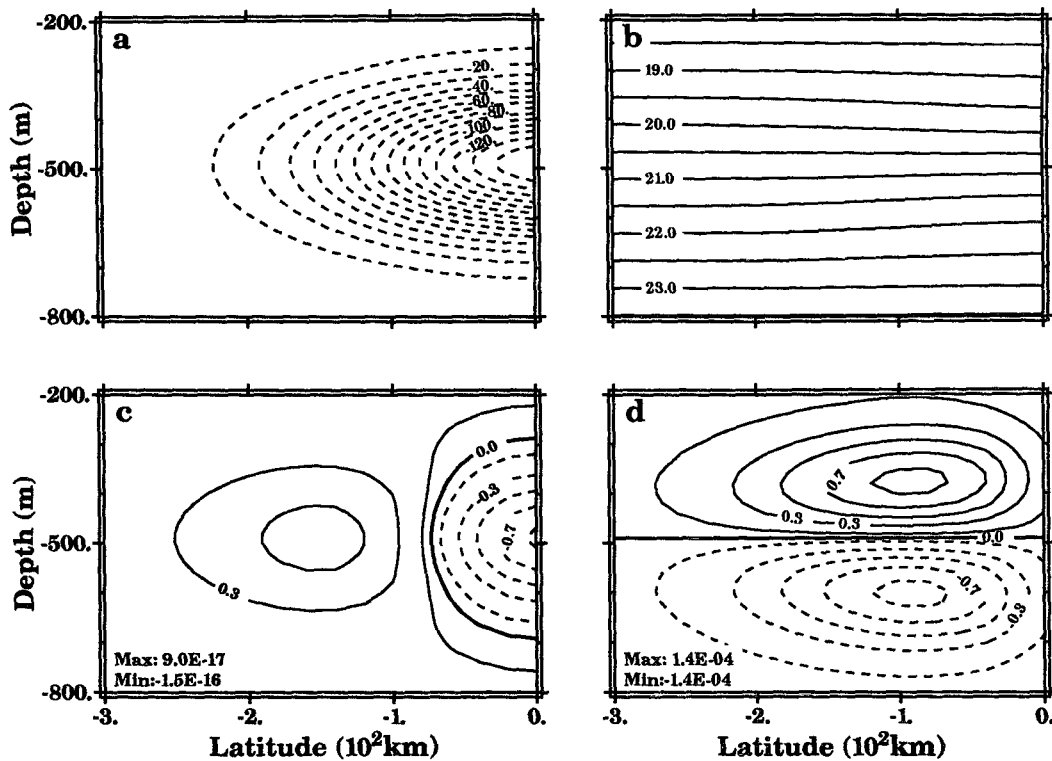 -200.
-500.
-800.
Depth (m)
a
-20.
-40.
-60.
-80.
-100.
-120.
b
19.0
20.0
21.0
22.0
23.0
-200.
-500.
-800.
Depth (m)
c
0.0
-0.3
-0.7
0.3
Max: 9.0E-17
Min:-1.5E-16
-3. -2. -1. 0.
Latitude (10²km)
d
0.7
0.3 0.3
0.0
-0.7
-0.3
Max: 1.4E-04
Min:-1.4E-04
-3. -2. -1. 0.
Latitude (10²km)